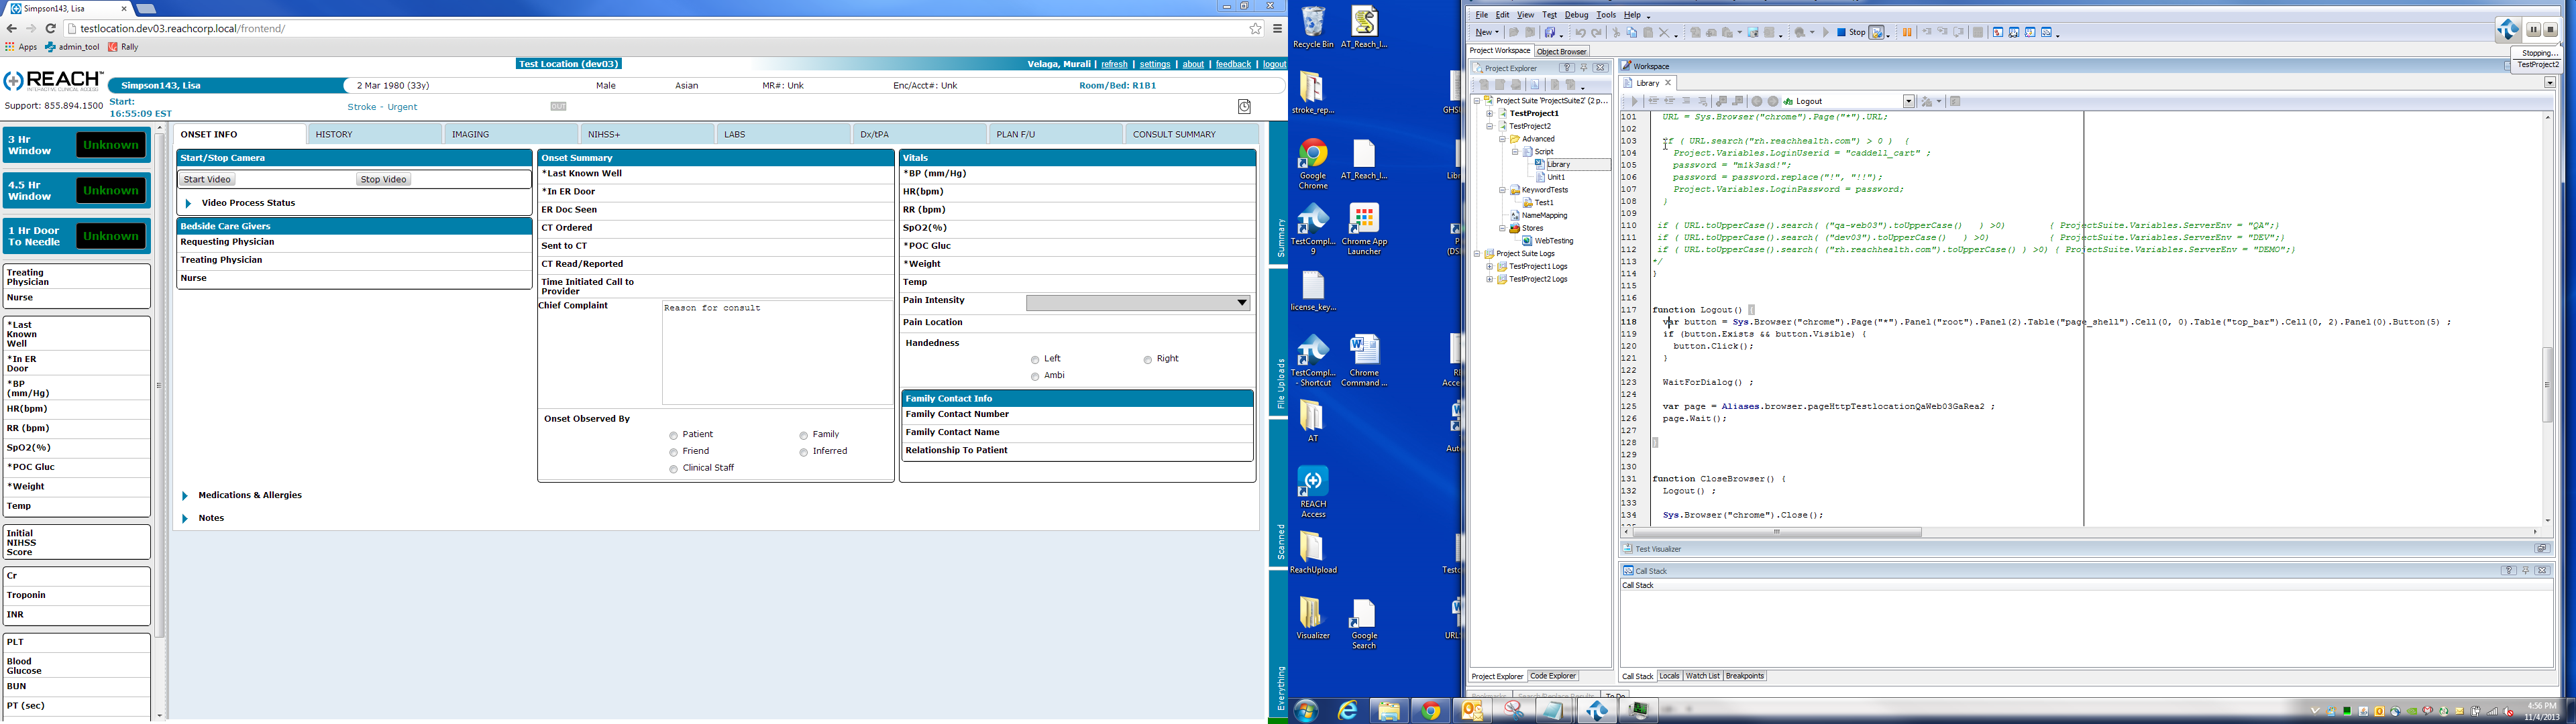 Simpson143, Lisa
testlocation.dev03.reachcorp.local/frontend/
Apps admin_tool Rally
Test Location (dev03)
Velaga, Murali | refresh | settings | about | feedback | logout
REACH
Simpson143, Lisa 2 Mar 1980 (33y) Male Asian MR#: Unk Enc/Acct#: Unk Room/Bed: R1B1
Support: 855.894.1500 Start:
16:55:09 EST
Stroke - Urgent
OUT
3 Hr
Window
Unknown
4.5 Hr
Window
Unknown
1 Hr Door
To Needle
Unknown
Treating
Physician
Nurse
*Last
Known
Well
*In ER
Door
*BP
(mm/Hg)
HR(bpm)
RR (bpm)
SpO2(%)
*POC Gluc
*Weight
Temp
Initial
NIHSS
Score
Cr
Troponin
INR
PLT
Blood
Glucose
BUN
PT (sec)
ONSET INFO HISTORY IMAGING NIHSS+ LABS Dx/tPA PLAN F/U CONSULT SUMMARY
Start/Stop Camera
Start Video Stop Video
Video Process Status
Bedside Care Givers
Requesting Physician
Treating Physician
Nurse
Onset Summary
*Last Known Well
*In ER Door
ER Doc Seen
CT Ordered
Sent to CT
CT Read/Reported
Time Initiated Call to
Provider
Chief Complaint
Reason for consult
Onset Observed By
Patient Family
Friend Inferred
Clinical Staff
Vitals
*BP (mm/Hg)
HR(bpm)
RR (bpm)
SpO2(%)
*POC Gluc
*Weight
Temp
Pain Intensity
Pain Location
Handedness
Left Right
Ambi
Family Contact Info
Family Contact Number
Family Contact Name
Relationship To Patient
Medications & Allergies
Notes
Summary
File Uploads
Scanned
Everything
Recycle Bin
AT_Reach_I...
stroke_rep...
Google
Chrome
AT_Reach_I...
TestCompl...
9
Chrome App
Launcher
license_key...
TestCompl...
- Shortcut
Chrome
Command ...
AT
REACH
Access
ReachUpload
Visualizer
Google
Search
File Edit View Test Debug Tools Help
New Stop
Stopping...
TestProject2
Project Workspace Object Browser
Project Explorer
Project Suite 'ProjectSuite2' (2 p...
TestProject1
TestProject2
Advanced
Script
Library
Unit1
KeywordTests
Test1
NameMapping
Stores
WebTesting
Project Suite Logs
TestProject1 Logs
TestProject2 Logs
Project Explorer Code Explorer
Workspace
Library
Logout
101 URL = Sys.Browser("chrome").Page("*").URL;
102
103 if ( URL.search("rh.reachhealth.com") > 0 ) {
104 Project.Variables.LoginUserid = "caddell_cart" ;
105 password = "m1k3asd!";
106 password = password.replace("!", "!!");
107 Project.Variables.LoginPassword = password;
108 }
109
110 if ( URL.toUpperCase().search( ("qa-web03").toUpperCase() ) >0) { ProjectSuite.Variables.ServerEnv = "QA";}
111 if ( URL.toUpperCase().search( ("dev03").toUpperCase() ) >0) { ProjectSuite.Variables.ServerEnv = "DEV";}
112 if ( URL.toUpperCase().search( ("rh.reachhealth.com").toUpperCase() ) >0) { ProjectSuite.Variables.ServerEnv = "DEMO";}
113 */
114 }
115
116
117 function Logout() {
118 var button = Sys.Browser("chrome").Page("*").Panel("root").Panel(2).Table("page_shell").Cell(0, 0).Table("top_bar").Cell(0, 2).Panel(0).Button(5) ;
119 if (button.Exists && button.Visible) {
120 button.Click();
121 }
122
123 WaitForDialog() ;
124
125 var page = Aliases.browser.pageHttpTestlocationQaWeb03GaRea2 ;
126 page.Wait();
127
128 }
129
130
131 function CloseBrowser() {
132 Logout() ;
133
134 Sys.Browser("chrome").Close();
Test Visualizer
Call Stack
Call Stack
Call Stack Locals Watch List Breakpoints
Bookmarks Search/Replace Results To Do
4:56 PM
11/4/2013